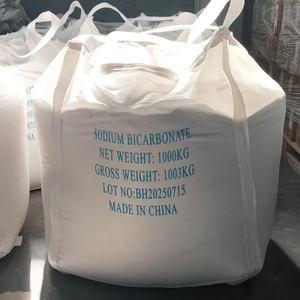 SODIUM BICARBONATE
NET WEIGHT: 1000KG
GROSS WEIGHT: 1003KG
LOT NO:BH20250715
MADE IN CHINA